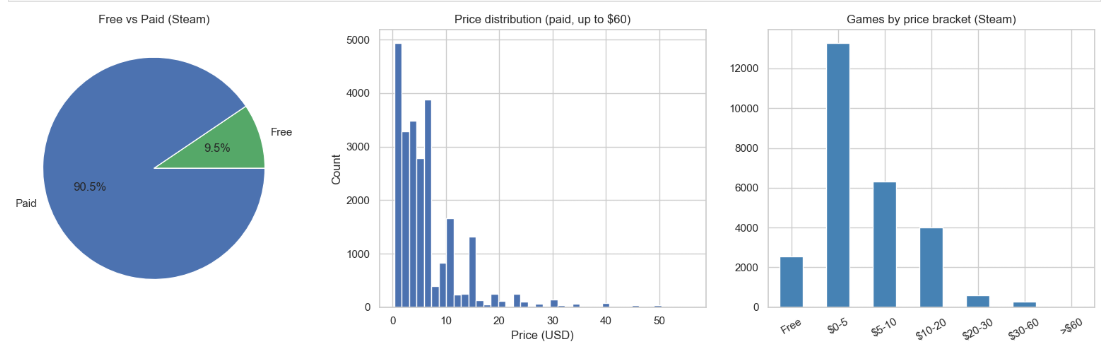 Free vs Paid (Steam)
Free
9.5%
90.5%
Paid
Price distribution (paid, up to $60)
5000
4000
3000
2000
1000
0
Count
0 10 20 30 40 50
Price (USD)
Games by price bracket (Steam)
12000
10000
8000
6000
4000
2000
0
Free $0-5 $5-10 $10-20 $20-30 $30-60 >$60